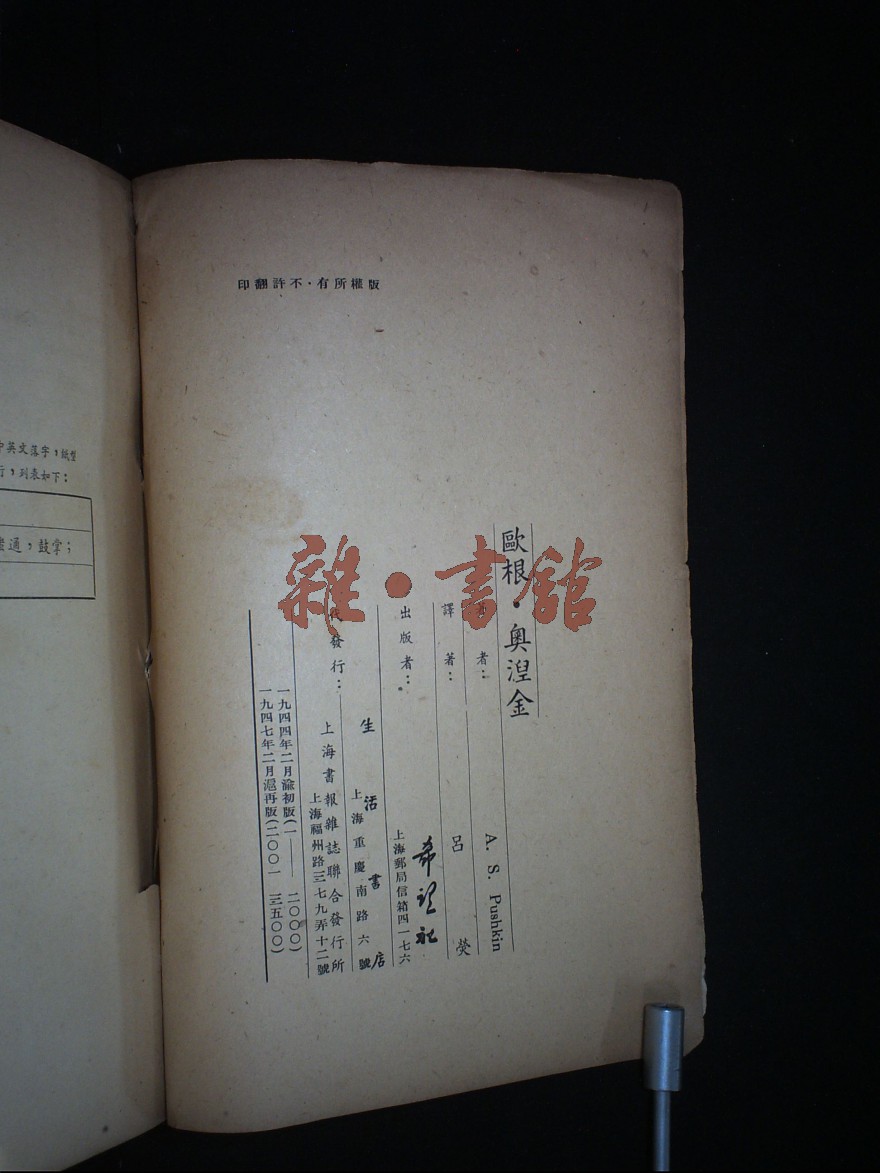 版權所有·不許翻印
歐根·奧湼金
者： A. S. Pushkin
譯著： 呂熒
出版者： 希望社
上海郵局信箱四一七六
生活書店
上海重慶南路六號
發行： 上海書報雜誌聯合發行所
上海福州路三七九弄十二號
一九四四年二月渝初版(一——二〇〇〇)
一九四七年二月滬再版(二〇〇一 三五〇〇)
英文落字，紙型
行，列表如下：
通，鼓掌；
雜·書館